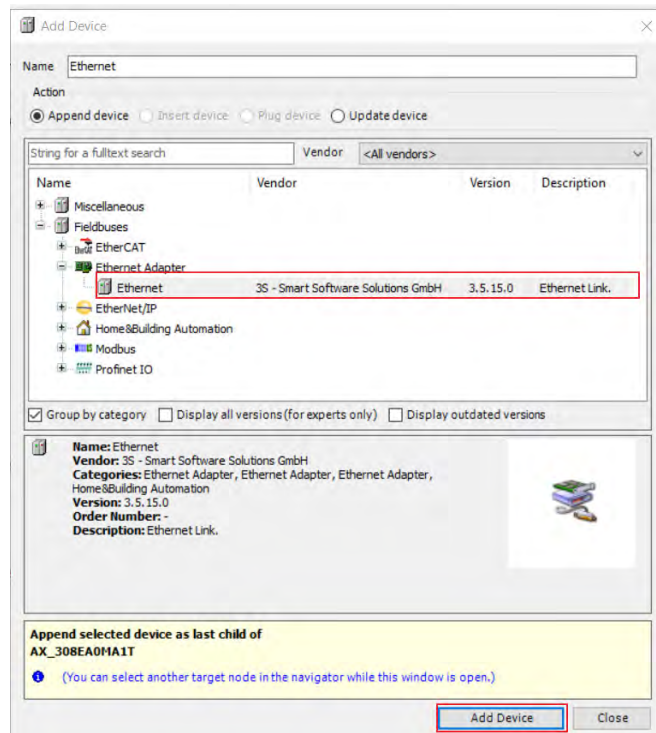 Add Device
Name Ethernet
Action
Append device Insert device Plug device Update device
String for a fulltext search Vendor <All vendors>
Name Vendor Version Description
Miscellaneous
Fieldbuses
EtherCAT
Ethernet Adapter
Ethernet 3S - Smart Software Solutions GmbH 3.5.15.0 Ethernet Link.
EtherNet/IP
Home&Building Automation
Modbus
Profinet IO
Group by category Display all versions (for experts only) Display outdated versions
Name: Ethernet
Vendor: 3S - Smart Software Solutions GmbH
Categories: Ethernet Adapter, Ethernet Adapter, Ethernet Adapter,
Home&Building Automation
Version: 3.5.15.0
Order Number: -
Description: Ethernet Link.
Append selected device as last child of
AX_308EA0MA1T
(You can select another target node in the navigator while this window is open.)
Add Device Close